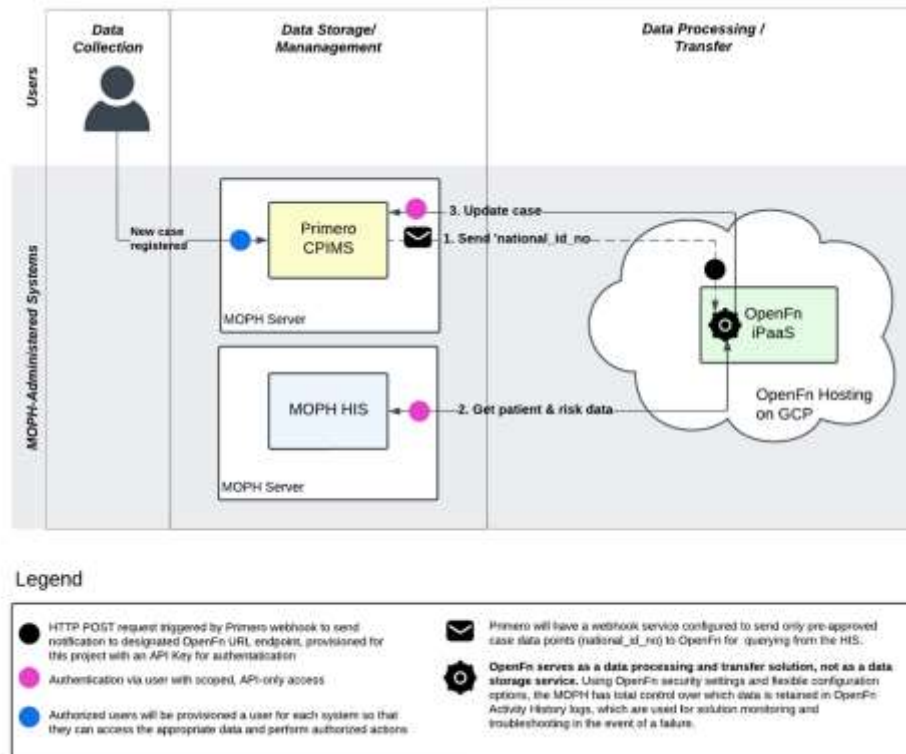 Data
Collection
Data Storage/
Mananagement
Data Processing /
Transfer
Users
MOPH-Administered Systems
New case
registered
Primero
CPIMS
MOPH Server
3. Update case
1. Send 'national_id_no
OpenFn
iPaaS
OpenFn Hosting
on GCP
MOPH HIS
2. Get patient & risk data
MOPH Server
Legend
HTTP POST request triggered by Primero webhook to send
notification to designated OpenFn URL endpoint, provisioned for
this project with an API Key for authentatication
Authentication via user with scoped, API-only access
Authorized users will be provisioned a user for each system so that
they can access the appropriate data and perform authorized actions
Primero will have a webhook service configured to send only pre-approved
case data points (national_id_no) to OpenFn for querying from the HIS.
OpenFn serves as a data processing and transfer solution, not as a data
storage service. Using OpenFn security settings and flexible configuration
options, the MOPH has total control over which data is retained in OpenFn
Activity History logs, which are used for solution monitoring and
troubleshooting in the event of a failure.